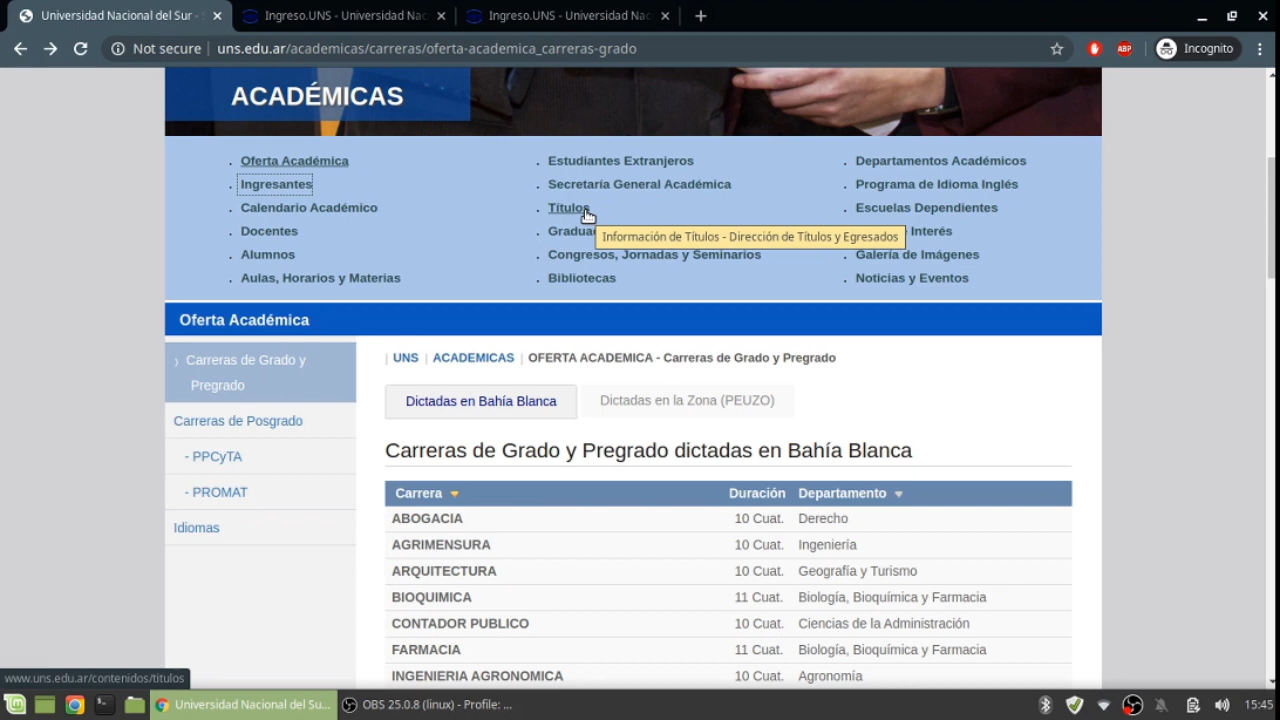 Universidad Nacional del Sur -
Ingreso.UNS - Universidad Nac
Ingreso.UNS - Universidad Nac
Not secure
uns.edu.ar/academicas/carreras/oferta-academica_carreras-grado
ABP
Incognito
ACADÉMICAS
. Oferta Académica
. Ingresantes
. Calendario Académico
. Docentes
. Alumnos
. Aulas, Horarios y Materias
. Estudiantes Extranjeros
. Secretaría General Académica
. Títulos
. Gradua
. Congresos, Jornadas y Seminarios
. Bibliotecas
Información de Títulos - Dirección de Títulos y Egresados
. Departamentos Académicos
. Programa de Idioma Inglés
. Escuelas Dependientes
Interés
. Galería de Imágenes
. Noticias y Eventos
Oferta Académica
Carreras de Grado y
Pregrado
Carreras de Posgrado
- PPCyTA
- PROMAT
Idiomas
| UNS | ACADEMICAS | OFERTA ACADEMICA - Carreras de Grado y Pregrado
Dictadas en Bahía Blanca
Dictadas en la Zona (PEUZO)
Carreras de Grado y Pregrado dictadas en Bahía Blanca
Carrera Duración Departamento
ABOGACIA 10 Cuat. Derecho
AGRIMENSURA 10 Cuat. Ingeniería
ARQUITECTURA 10 Cuat. Geografía y Turismo
BIOQUIMICA 11 Cuat. Biología, Bioquímica y Farmacia
CONTADOR PUBLICO 10 Cuat. Ciencias de la Administración
FARMACIA 11 Cuat. Biología, Bioquímica y Farmacia
INGENIERIA AGRONOMICA 10 Cuat. Agronomía
www.uns.edu.ar/contenidos/titulos
Universidad Nacional del Su...
OBS 25.0.8 (linux) - Profile: ...
15:45